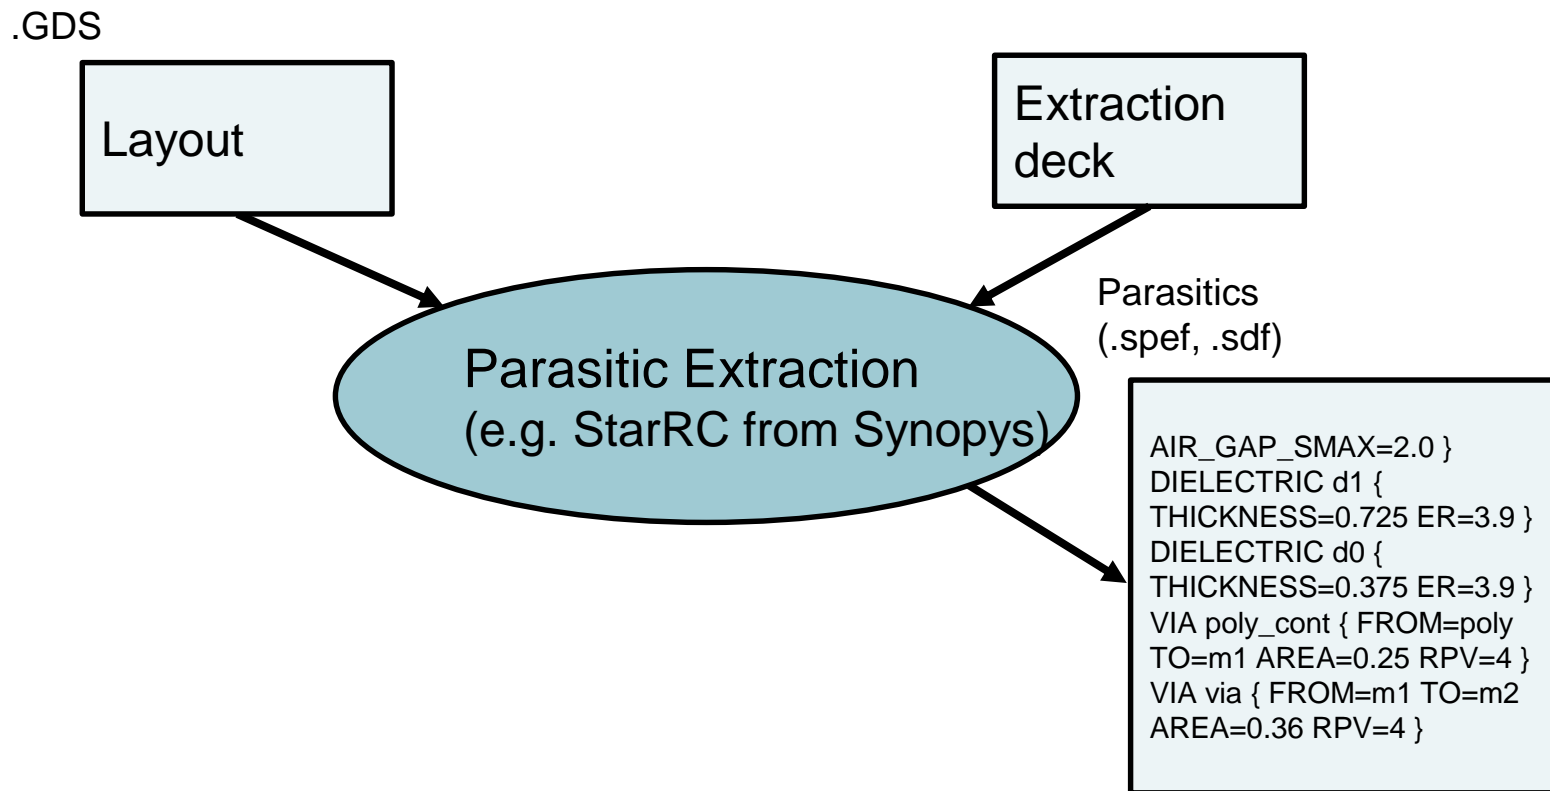 .GDS
Layout
Extraction
deck
Parasitics
(.spef, .sdf)
Parasitic Extraction
(e.g. StarRC from Synopys)
AIR_GAP_SMAX=2.0 }
DIELECTRIC d1 {
THICKNESS=0.725 ER=3.9 }
DIELECTRIC d0 {
THICKNESS=0.375 ER=3.9 }
VIA poly_cont { FROM=poly
TO=m1 AREA=0.25 RPV=4 }
VIA via { FROM=m1 TO=m2
AREA=0.36 RPV=4 }